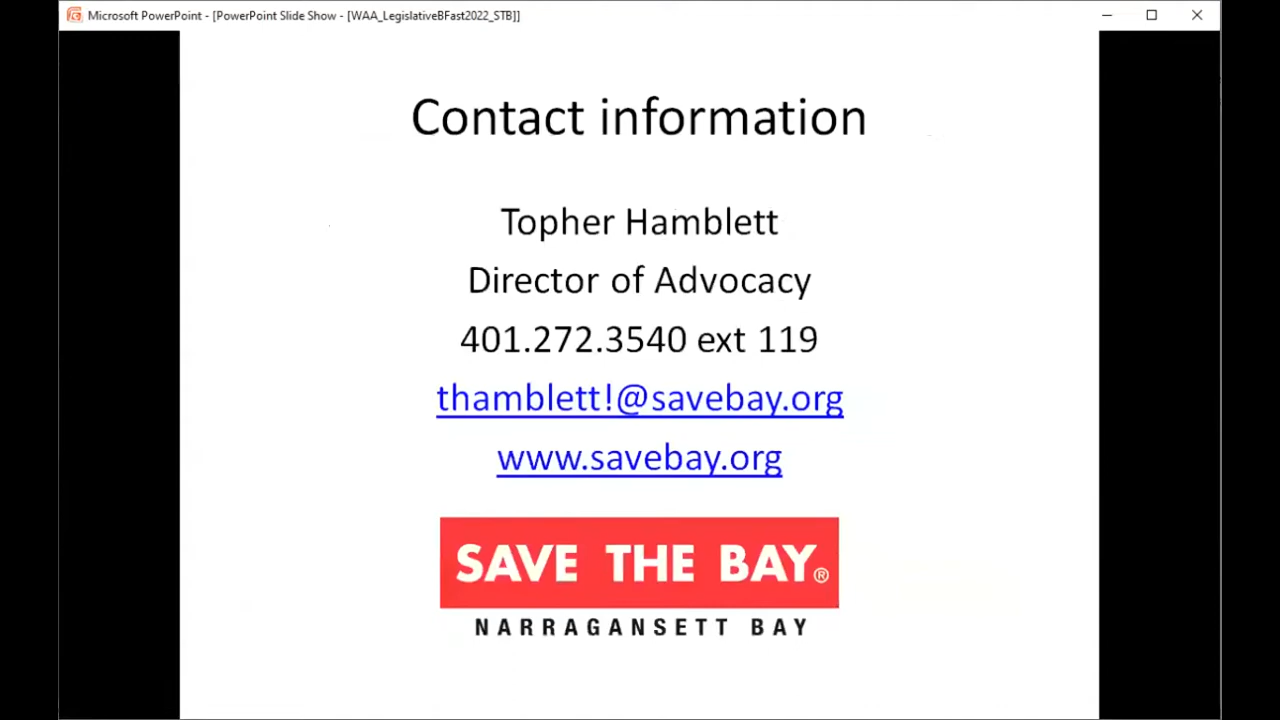 Microsoft PowerPoint - [PowerPoint Slide Show - [WAA_LegislativeBFast2022_STB]]
Contact information
Topher Hamblett
Director of Advocacy
401.272.3540 ext 119
thamblett!@savebay.org
www.savebay.org
SAVE THE BAY®
NARRAGANSETT BAY